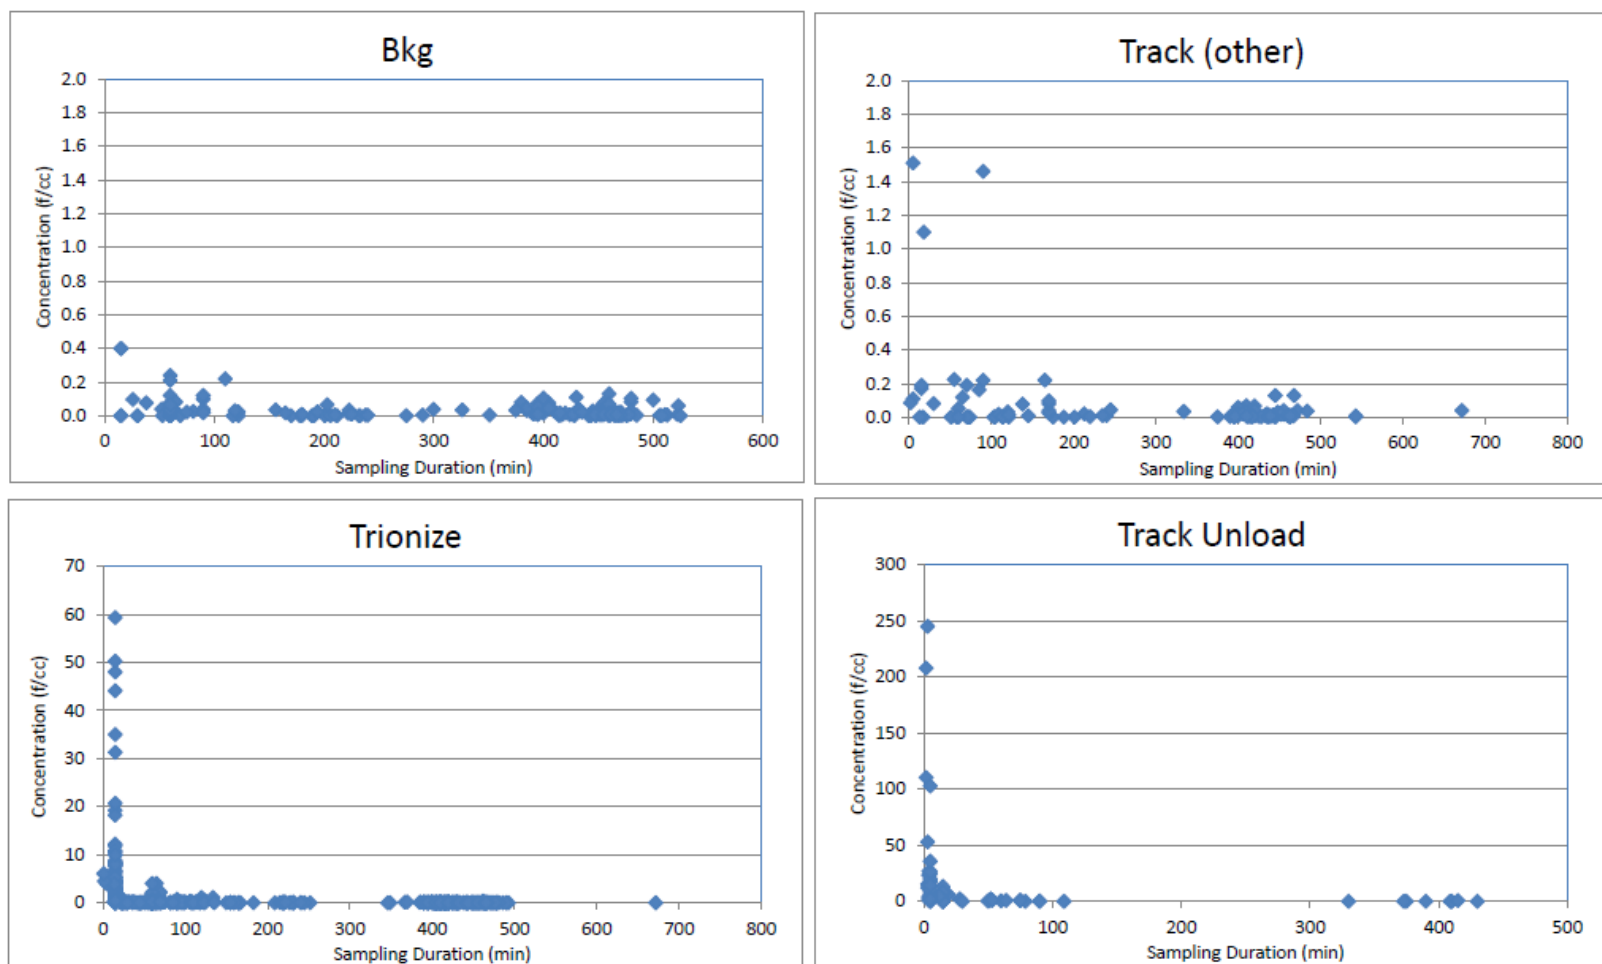 Bkg
2.0
1.8
1.6
1.4
1.2
1.0
0.8
0.6
0.4
0.2
0.0
Concentration (f/cc)
0 100 200 300 400 500 600
Sampling Duration (min)
Track (other)
2.0
1.8
1.6
1.4
1.2
1.0
0.8
0.6
0.4
0.2
0.0
Concentration (f/cc)
0 100 200 300 400 500 600 700 800
Sampling Duration (min)
Trionize
70
60
50
40
30
20
10
0
Concentration (f/cc)
0 100 200 300 400 500 600 700 800
Sampling Duration (min)
Track Unload
300
250
200
150
100
50
0
Concentration (f/cc)
0 100 200 300 400 500
Sampling Duration (min)